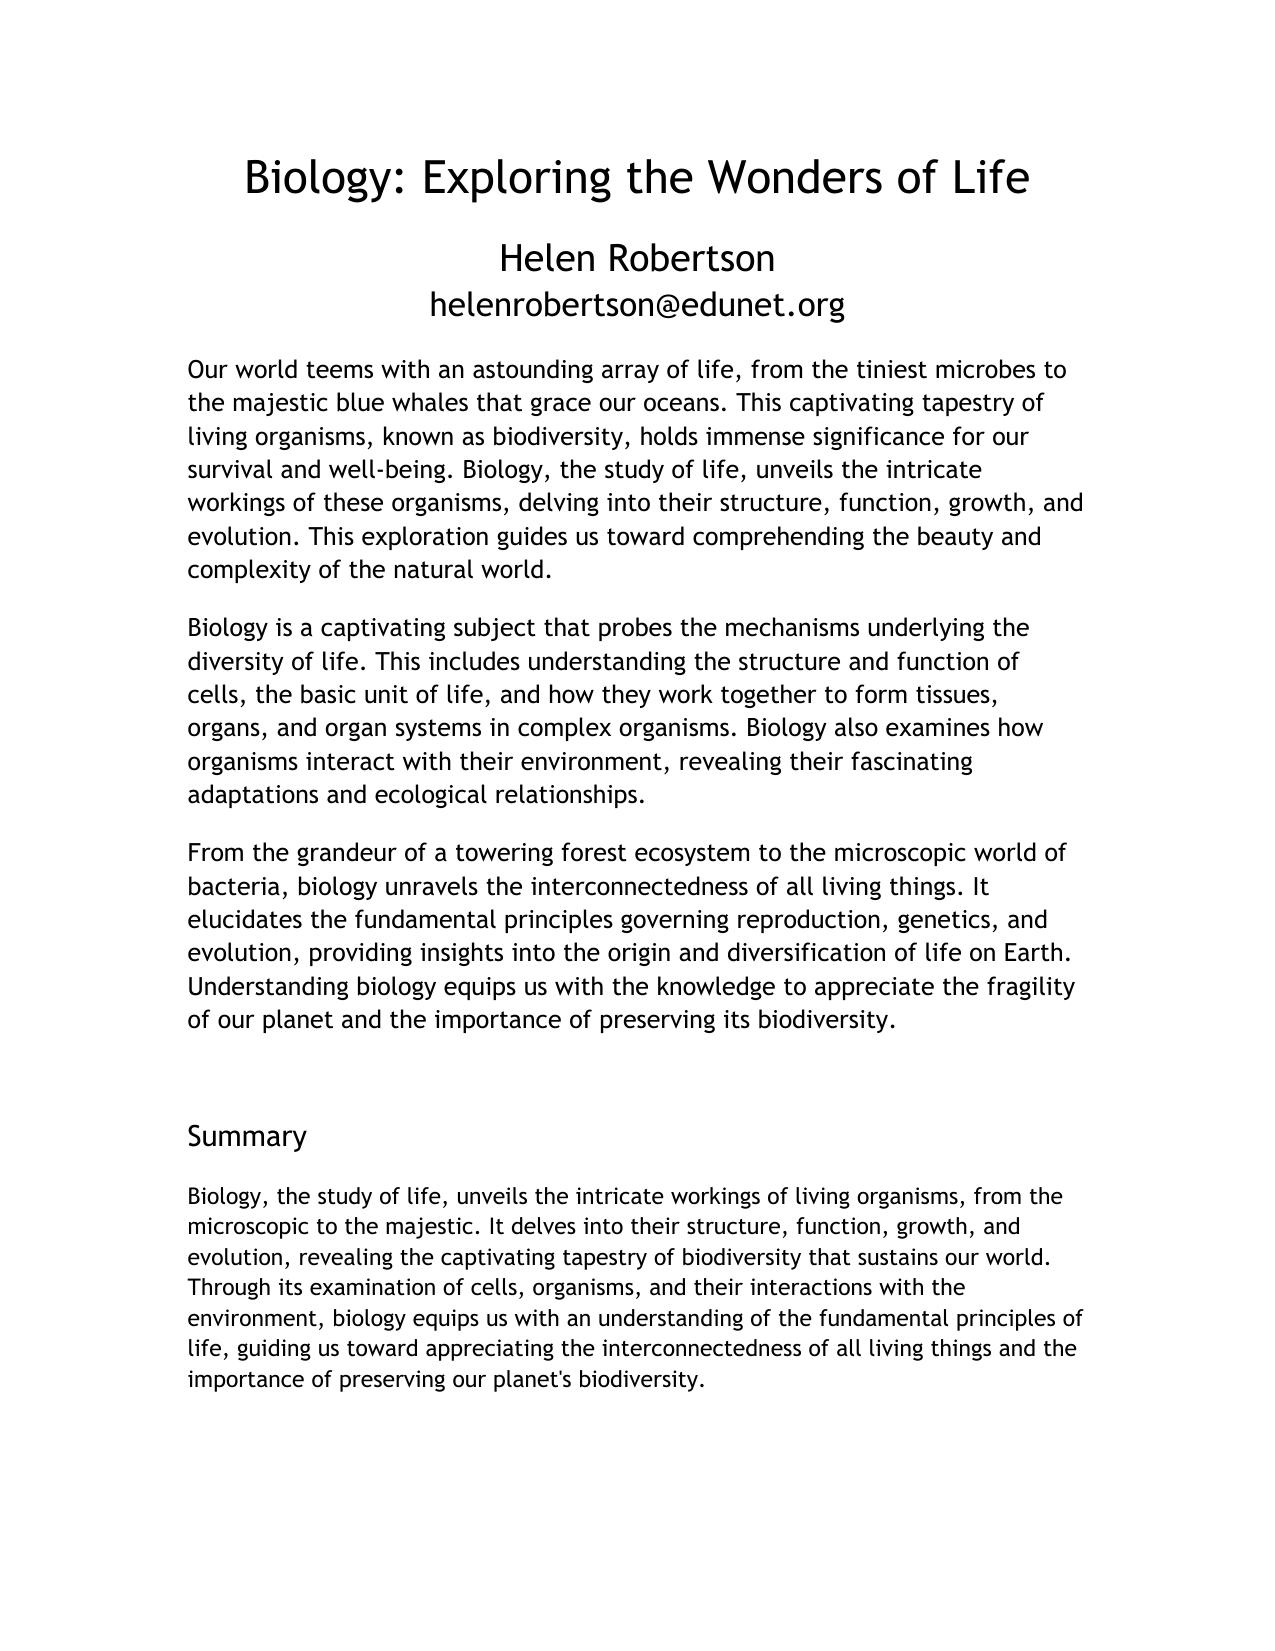 Biology: Exploring the Wonders of Life
Helen Robertson
helenrobertson@edunet.org
Our world teems with an astounding array of life, from the tiniest microbes to
the majestic blue whales that grace our oceans. This captivating tapestry of
living organisms, known as biodiversity, holds immense significance for our
survival and well-being. Biology, the study of life, unveils the intricate
workings of these organisms, delving into their structure, function, growth, and
evolution. This exploration guides us toward comprehending the beauty and
complexity of the natural world.
Biology is a captivating subject that probes the mechanisms underlying the
diversity of life. This includes understanding the structure and function of
cells, the basic unit of life, and how they work together to form tissues,
organs, and organ systems in complex organisms. Biology also examines how
organisms interact with their environment, revealing their fascinating
adaptations and ecological relationships.
From the grandeur of a towering forest ecosystem to the microscopic world of
bacteria, biology unravels the interconnectedness of all living things. It
elucidates the fundamental principles governing reproduction, genetics, and
evolution, providing insights into the origin and diversification of life on Earth.
Understanding biology equips us with the knowledge to appreciate the fragility
of our planet and the importance of preserving its biodiversity.
Summary
Biology, the study of life, unveils the intricate workings of living organisms, from the
microscopic to the majestic. It delves into their structure, function, growth, and
evolution, revealing the captivating tapestry of biodiversity that sustains our world.
Through its examination of cells, organisms, and their interactions with the
environment, biology equips us with an understanding of the fundamental principles of
life, guiding us toward appreciating the interconnectedness of all living things and the
importance of preserving our planet's biodiversity.